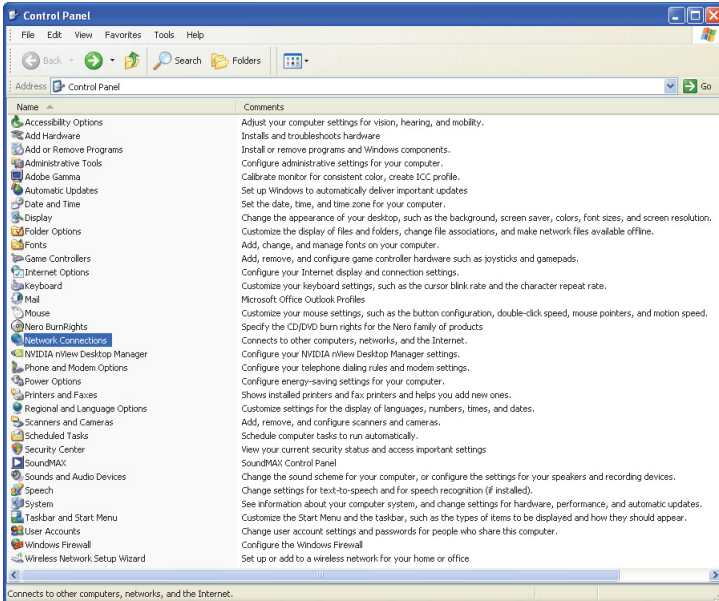 Control Panel
File Edit View Favorites Tools Help
Back Search Folders
Address Control Panel Go
Name Comments
Accessibility Options Adjust your computer settings for vision, hearing, and mobility.
Add Hardware Installs and troubleshoots hardware
Add or Remove Programs Install or remove programs and Windows components.
Administrative Tools Configure administrative settings for your computer.
Adobe Gamma Calibrate monitor for consistent color, create ICC profile.
Automatic Updates Set up Windows to automatically deliver important updates
Date and Time Set the date, time, and time zone for your computer.
Display Change the appearance of your desktop, such as the background, screen saver, colors, font sizes, and screen resolution.
Folder Options Customize the display of files and folders, change file associations, and make network files available offline.
Fonts Add, change, and manage fonts on your computer.
Game Controllers Add, remove, and configure game controller hardware such as joysticks and gamepads.
Internet Options Configure your Internet display and connection settings.
Keyboard Customize your keyboard settings, such as the cursor blink rate and the character repeat rate.
Mail Microsoft Office Outlook Profiles
Mouse Customize your mouse settings, such as the button configuration, double-click speed, mouse pointers, and motion speed.
Nero BurnRights Specify the CD/DVD burn rights for the Nero family of products
Network Connections Connects to other computers, networks, and the Internet.
NVIDIA nView Desktop Manager Configure your NVIDIA nView Desktop Manager settings.
Phone and Modem Options Configure your telephone dialing rules and modem settings.
Power Options Configure energy-saving settings for your computer.
Printers and Faxes Shows installed printers and fax printers and helps you add new ones.
Regional and Language Options Customize settings for the display of languages, numbers, times, and dates.
Scanners and Cameras Add, remove, and configure scanners and cameras.
Scheduled Tasks Schedule computer tasks to run automatically.
Security Center View your current security status and access important settings
SoundMAX SoundMAX Control Panel
Sounds and Audio Devices Change the sound scheme for your computer, or configure the settings for your speakers and recording devices.
Speech Change settings for text-to-speech and for speech recognition (if installed).
System See information about your computer system, and change settings for hardware, performance, and automatic updates.
Taskbar and Start Menu Customize the Start Menu and the taskbar, such as the types of items to be displayed and how they should appear.
User Accounts Change user account settings and passwords for people who share this computer.
Windows Firewall Configure the Windows Firewall
Wireless Network Setup Wizard Set up or add to a wireless network for your home or office
Connects to other computers, networks, and the Internet.